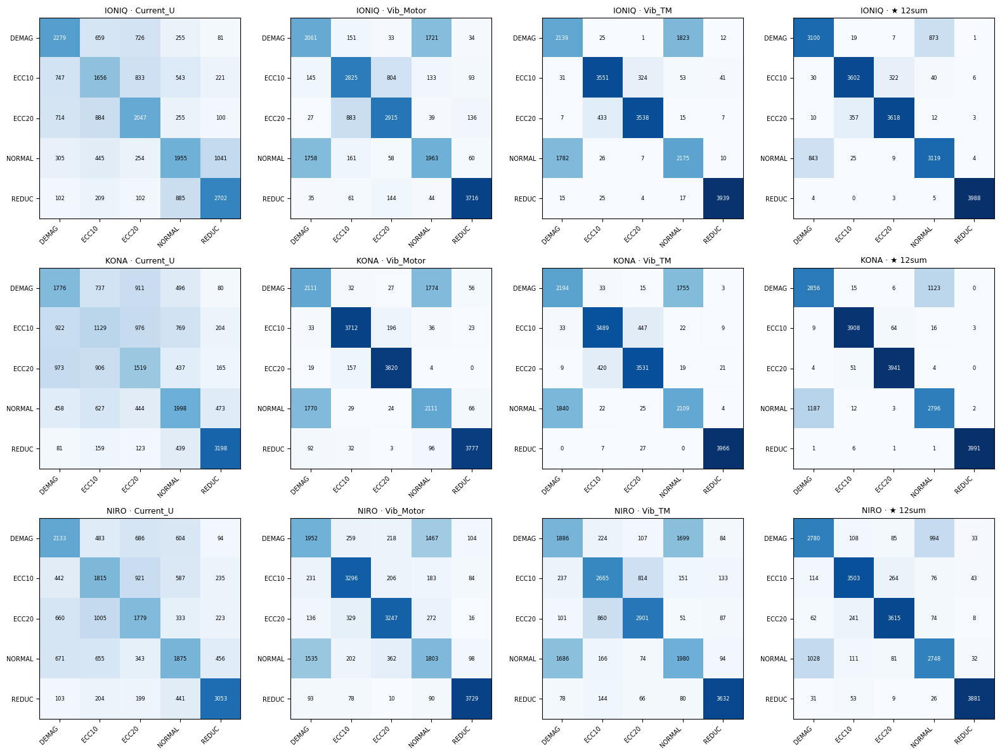 IONIQ · Current_U
DEMAG 2279 659 726 255 81
ECC10 747 1656 833 543 221
ECC20 714 884 2047 255 100
NORMAL 305 445 254 1955 1041
REDUC 102 209 102 885 2702
DEMAG ECC10 ECC20 NORMAL REDUC
IONIQ · Vib_Motor
DEMAG 2061 151 33 1721 34
ECC10 145 2825 804 133 93
ECC20 27 883 2915 39 136
NORMAL 1758 161 58 1963 60
REDUC 35 61 144 44 3716
DEMAG ECC10 ECC20 NORMAL REDUC
IONIQ · Vib_TM
DEMAG 2139 25 1 1823 12
ECC10 31 3551 324 53 41
ECC20 7 433 3538 15 7
NORMAL 1782 26 7 2175 10
REDUC 15 25 4 17 3939
DEMAG ECC10 ECC20 NORMAL REDUC
IONIQ · ★ 12sum
DEMAG 3100 19 7 873 1
ECC10 30 3602 322 40 6
ECC20 10 357 3618 12 3
NORMAL 843 25 9 3119 4
REDUC 4 0 3 5 3988
DEMAG ECC10 ECC20 NORMAL REDUC
KONA · Current_U
DEMAG 1776 737 911 496 80
ECC10 922 1129 976 769 204
ECC20 973 906 1519 437 165
NORMAL 458 627 444 1998 473
REDUC 81 159 123 439 3198
DEMAG ECC10 ECC20 NORMAL REDUC
KONA · Vib_Motor
DEMAG 2111 32 27 1774 56
ECC10 33 3712 196 36 23
ECC20 19 157 3820 4 0
NORMAL 1770 29 24 2111 66
REDUC 92 32 3 96 3777
DEMAG ECC10 ECC20 NORMAL REDUC
KONA · Vib_TM
DEMAG 2194 33 15 1755 3
ECC10 33 3489 447 22 9
ECC20 9 420 3531 19 21
NORMAL 1840 22 25 2109 4
REDUC 0 7 27 0 3966
DEMAG ECC10 ECC20 NORMAL REDUC
KONA · ★ 12sum
DEMAG 2856 15 6 1123 0
ECC10 9 3908 64 16 3
ECC20 4 51 3941 4 0
NORMAL 1187 12 3 2796 2
REDUC 1 6 1 1 3991
DEMAG ECC10 ECC20 NORMAL REDUC
NIRO · Current_U
DEMAG 2133 483 686 604 94
ECC10 442 1815 921 587 235
ECC20 660 1005 1779 333 223
NORMAL 671 655 343 1875 456
REDUC 103 204 199 441 3053
DEMAG ECC10 ECC20 NORMAL REDUC
NIRO · Vib_Motor
DEMAG 1952 259 218 1467 104
ECC10 231 3296 206 183 84
ECC20 136 329 3247 272 16
NORMAL 1535 202 362 1803 98
REDUC 93 78 10 90 3729
DEMAG ECC10 ECC20 NORMAL REDUC
NIRO · Vib_TM
DEMAG 1886 224 107 1699 84
ECC10 237 2665 814 151 133
ECC20 101 860 2901 51 87
NORMAL 1686 166 74 1980 94
REDUC 78 144 66 80 3632
DEMAG ECC10 ECC20 NORMAL REDUC
NIRO · ★ 12sum
DEMAG 2780 108 85 994 33
ECC10 114 3503 264 76 43
ECC20 62 241 3615 74 8
NORMAL 1028 111 81 2748 32
REDUC 31 53 9 26 3881
DEMAG ECC10 ECC20 NORMAL REDUC